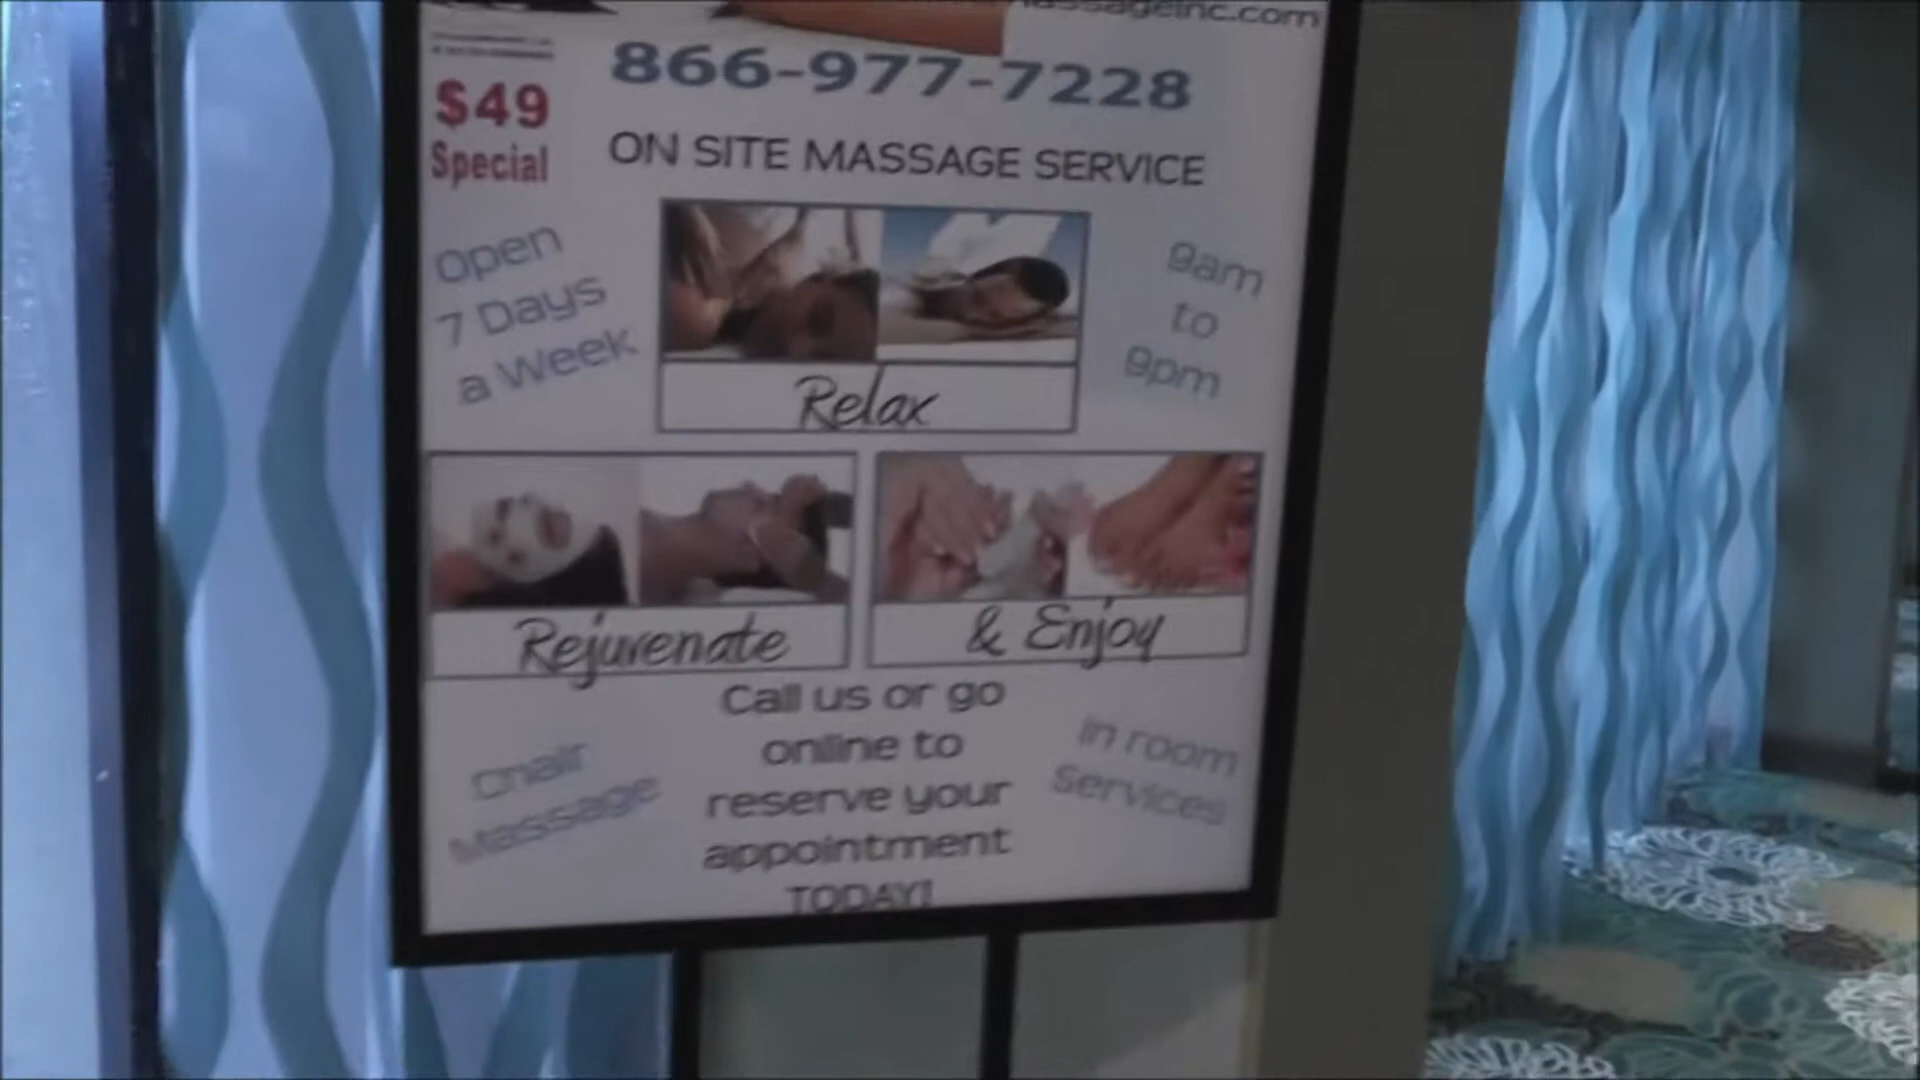 866-977-7228
$49
Special
ON SITE MASSAGE SERVICE
Open
7 Days
a Week
9am
to
9pm
Relax
Rejuvenate
& Enjoy
Call us or go
online to
reserve your
appointment
TODAY!
Chair
Massage
in room
services